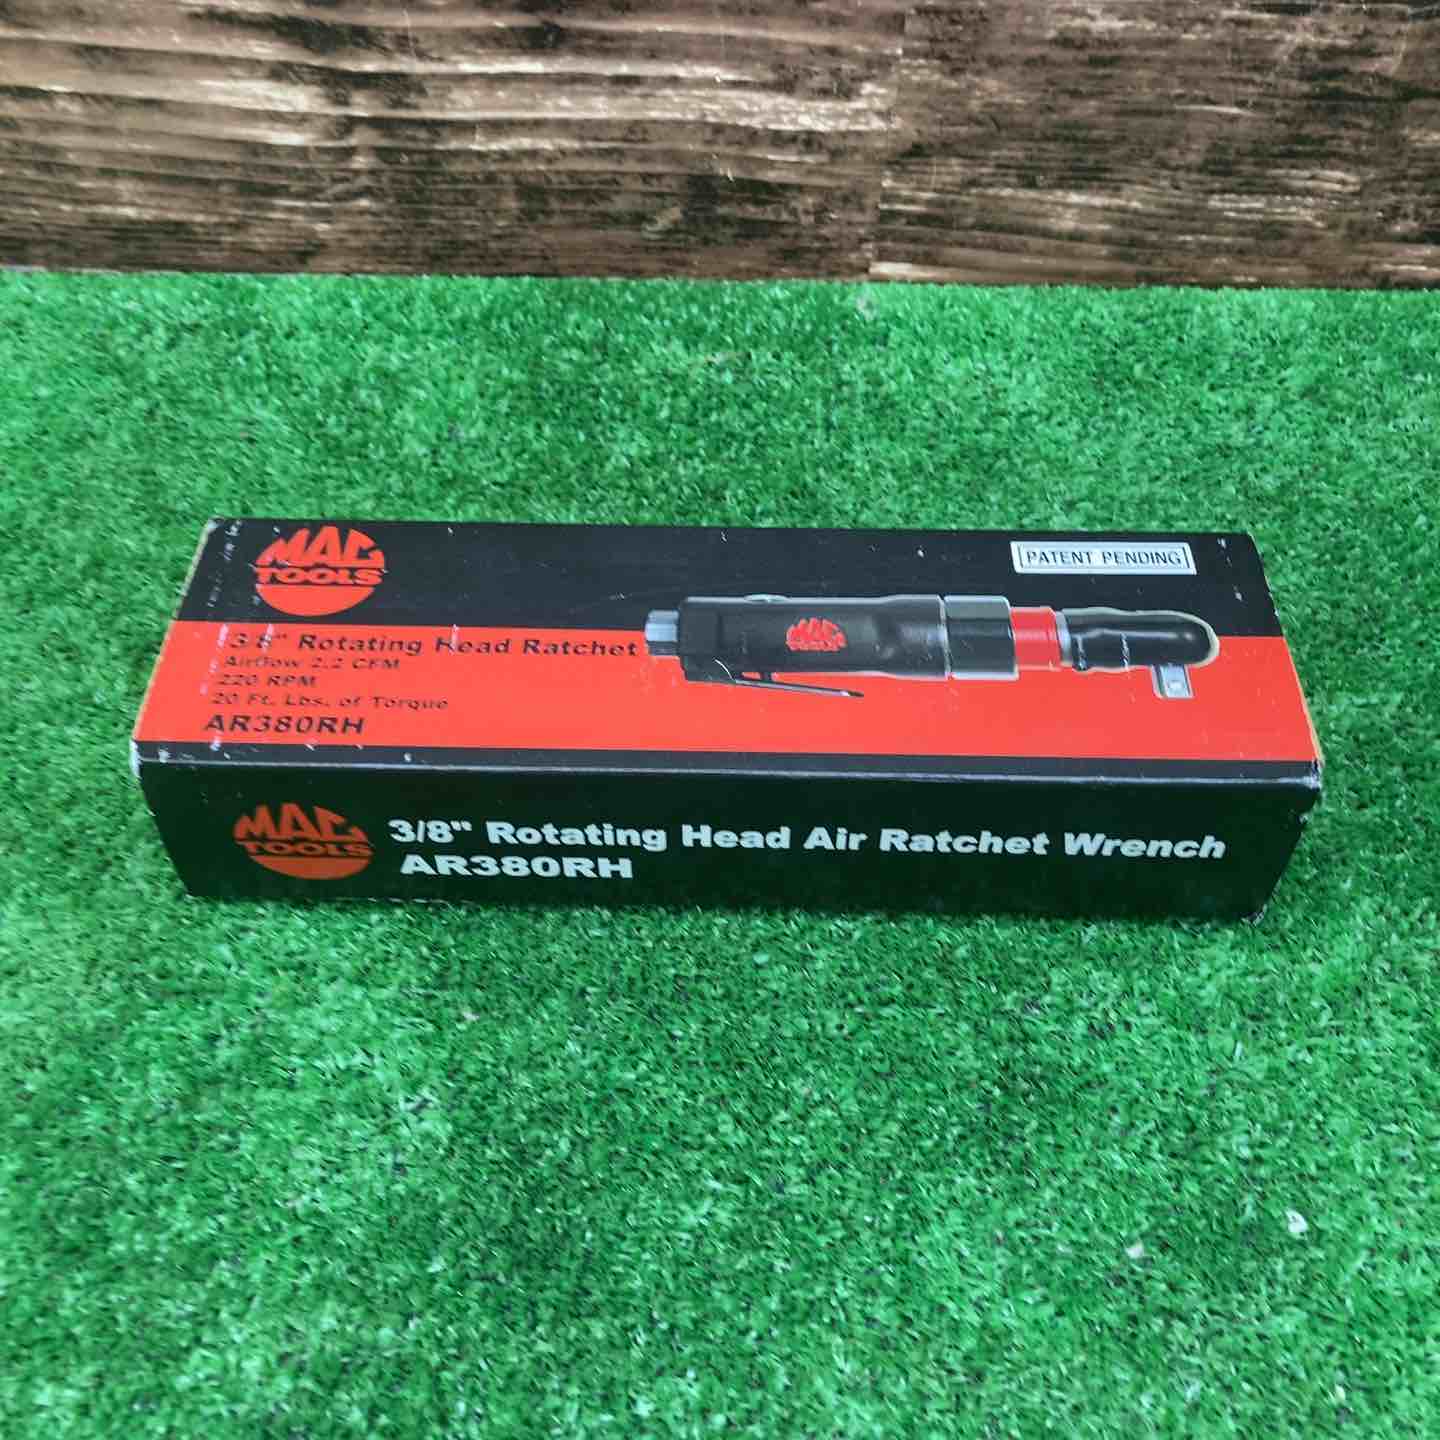 MAC
TOOLS
PATENT PENDING
3/8" Rotating Head Ratchet
Airflow 2.2 CFM
220 RPM
20 Ft. Lbs. of Torque
AR380RH
MAC
TOOLS
MAC
TOOLS
3/8" Rotating Head Air Ratchet Wrench
AR380RH